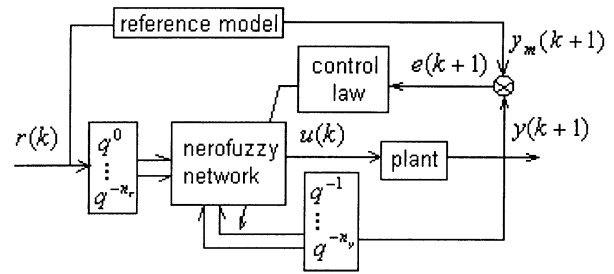 reference model
y_m(k+1)
control
law
e(k+1)
r(k)
q^0
⋮
q^{-n_r}
nerofuzzy
network
u(k)
plant
y(k+1)
q^{-1}
⋮
q^{-n_y}